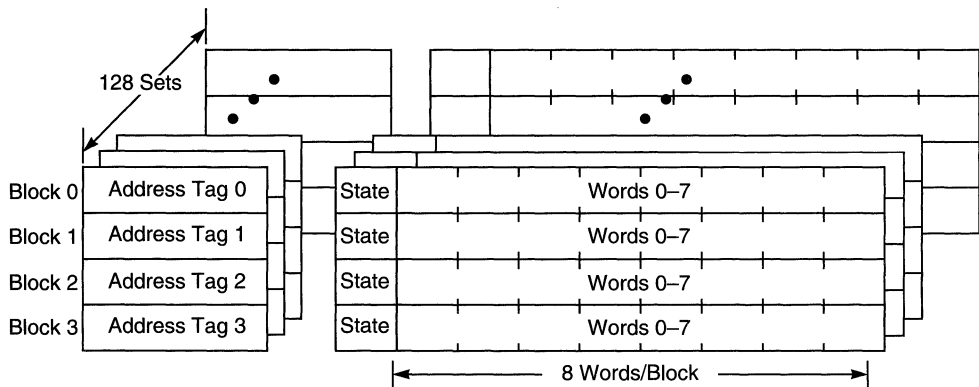 128 Sets
Block 0 Address Tag 0 State Words 0–7
Block 1 Address Tag 1 State Words 0–7
Block 2 Address Tag 2 State Words 0–7
Block 3 Address Tag 3 State Words 0–7
8 Words/Block